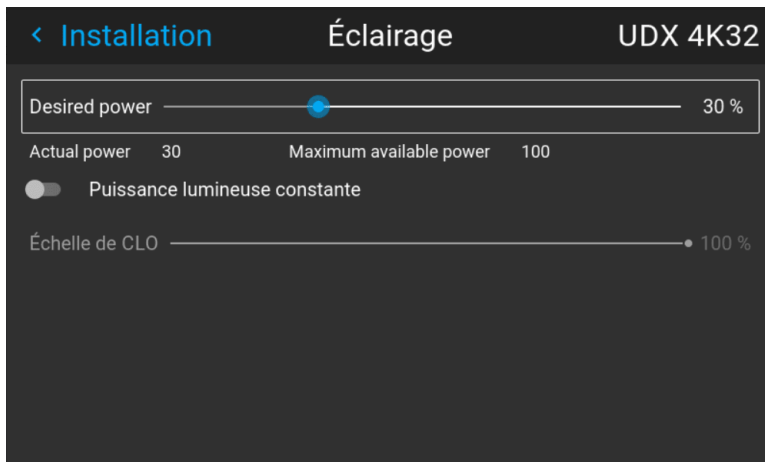 Installation Éclairage UDX 4K32
Desired power 30 %
Actual power 30 Maximum available power 100
Puissance lumineuse constante
Échelle de CLO 100 %